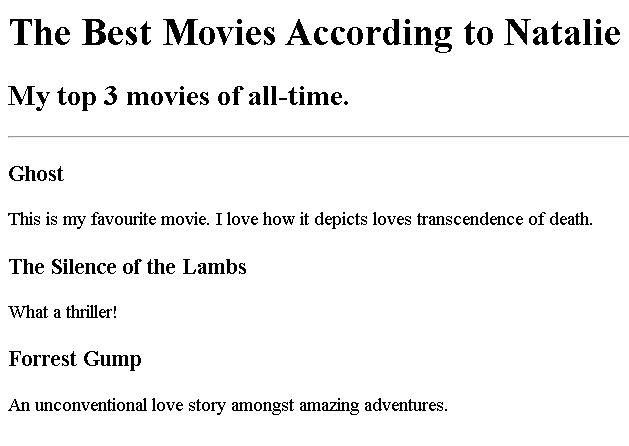 The Best Movies According to Natalie
My top 3 movies of all-time.
Ghost
This is my favourite movie. I love how it depicts loves transcendence of death.
The Silence of the Lambs
What a thriller!
Forrest Gump
An unconventional love story amongst amazing adventures.